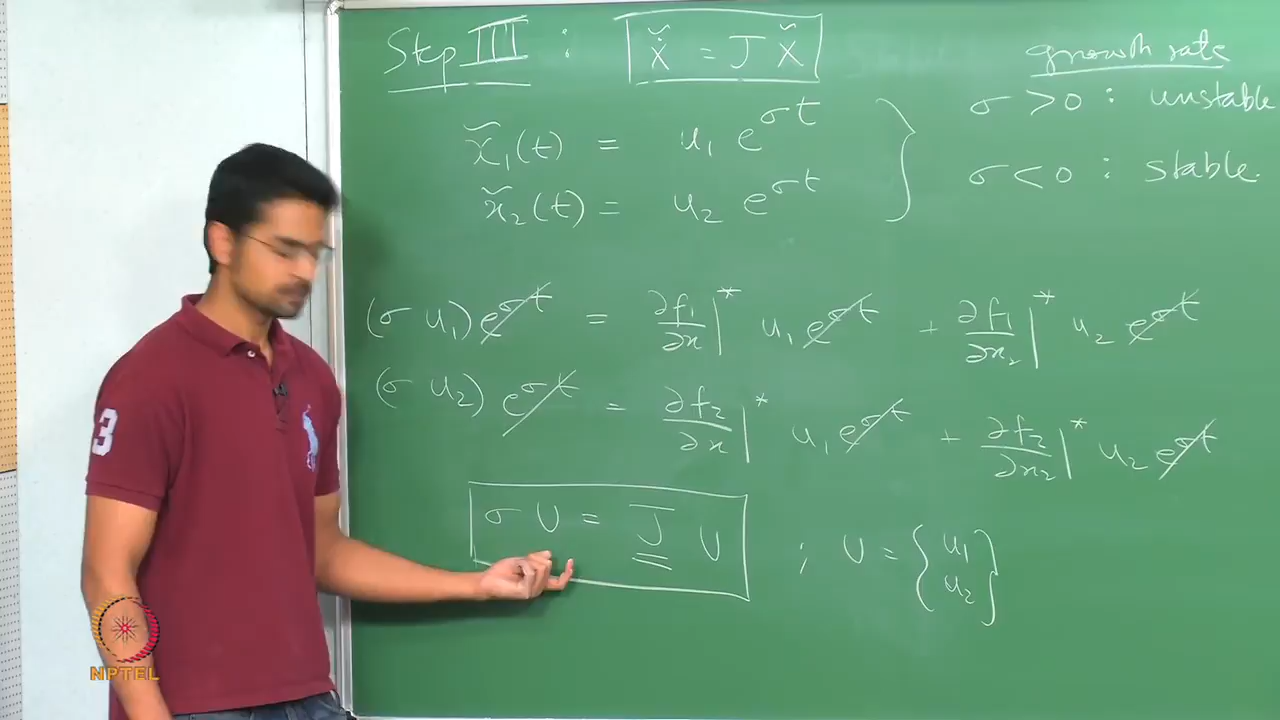 Step III : ẋ̃ = J x̃
growth rate
σ > 0 : unstable
x̃₁(t) = u₁ e^σt
σ < 0 : stable.
x̃₂(t) = u₂ e^σt
(σ u₁) e^σt = ∂f₁/∂x |* u₁ e^σt + ∂f₁/∂x₂ |* u₂ e^σt
(σ u₂) e^σt = ∂f₂/∂x |* u₁ e^σt + ∂f₂/∂x₂ |* u₂ e^σt
σ U = J U ; U = { u₁ u₂ }
3
NPTEL